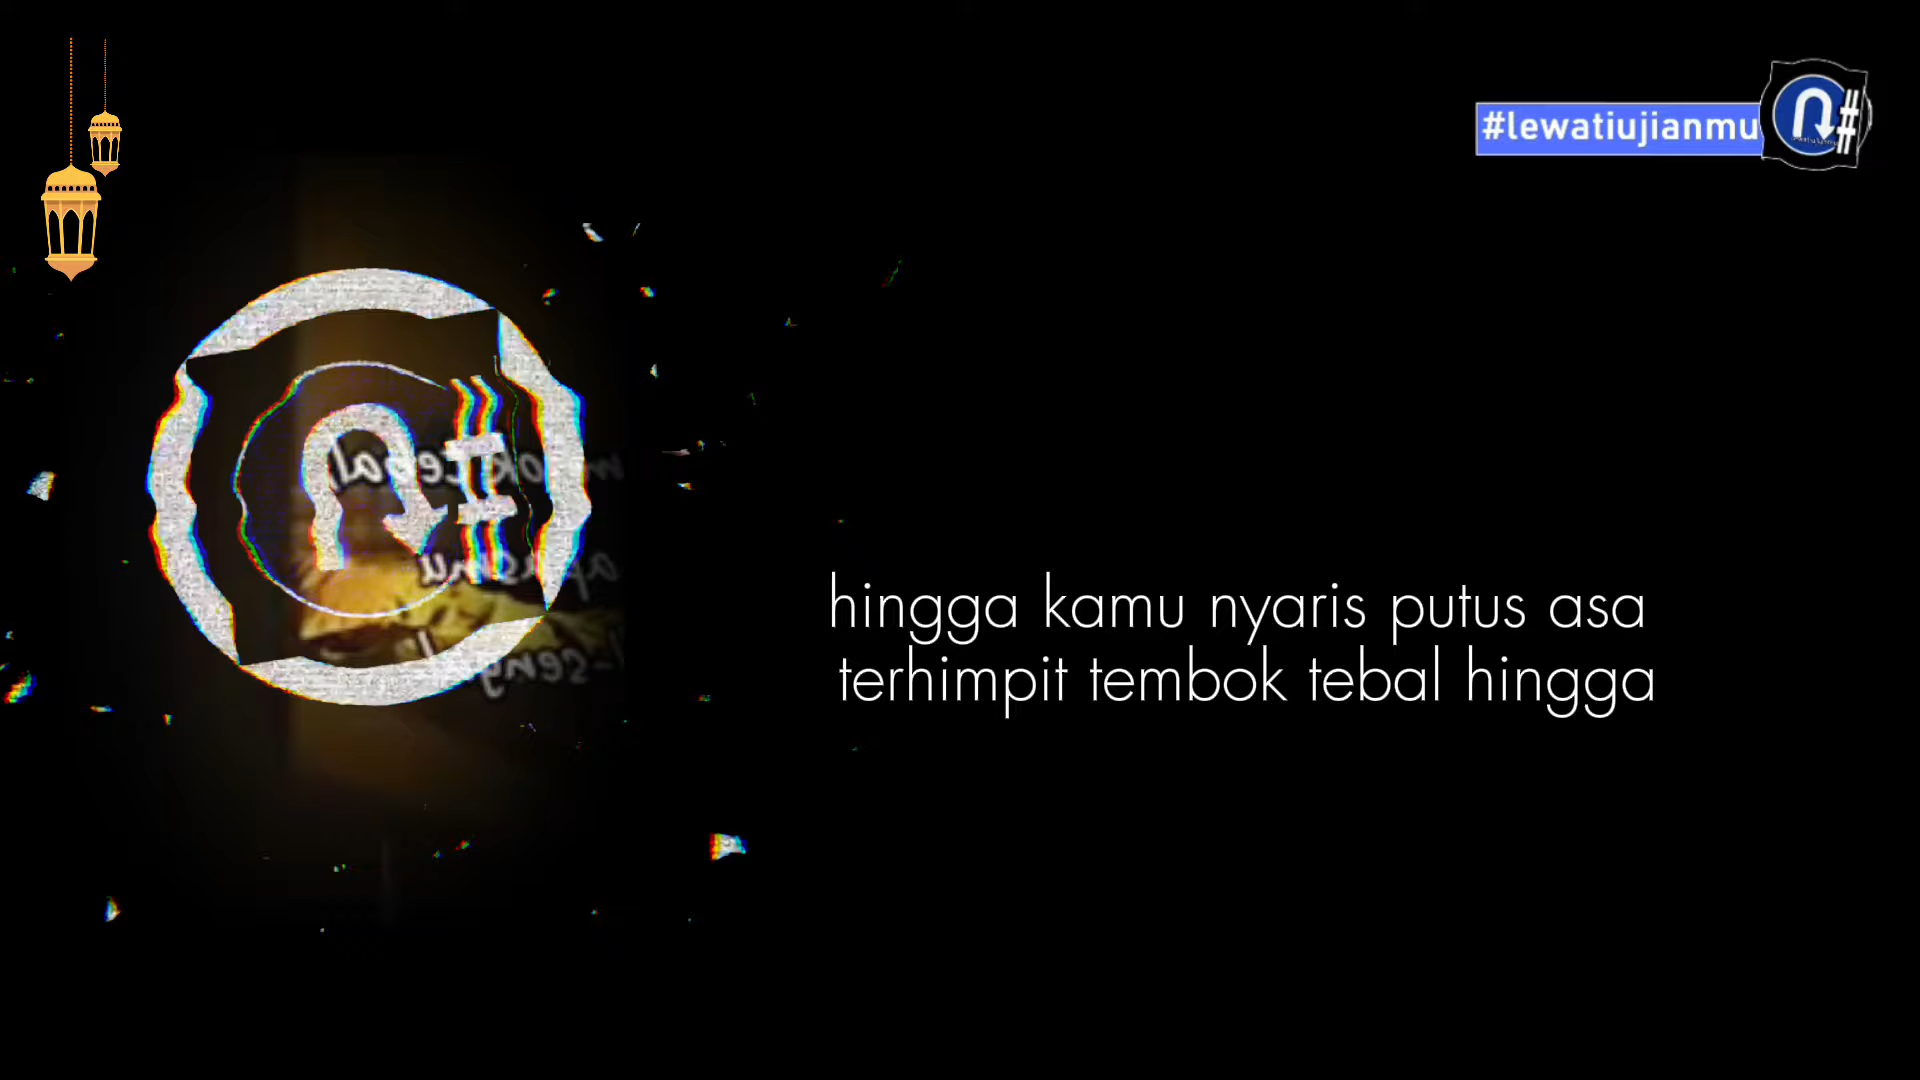 #lewatiujianmu
hingga kamu nyaris putus asa
terhimpit tembok tebal hingga